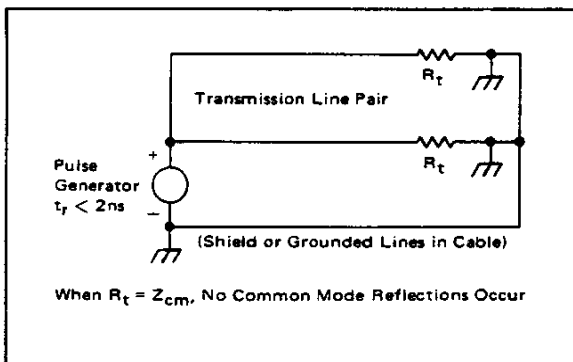 R_t
Transmission Line Pair
+
R_t
Pulse
Generator
t_r < 2ns
−
(Shield or Grounded Lines in Cable)
When R_t = Z_cm, No Common Mode Reflections Occur